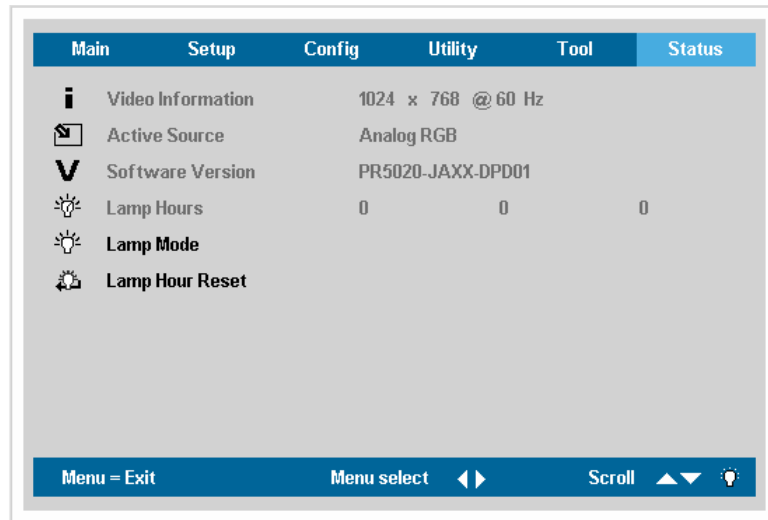 Main Setup Config Utility Tool Status
i Video Information 1024 x 768 @ 60 Hz
Active Source Analog RGB
V Software Version PR5020-JAXX-DPD01
Lamp Hours 0 0 0
Lamp Mode
Lamp Hour Reset
Menu = Exit Menu select Scroll